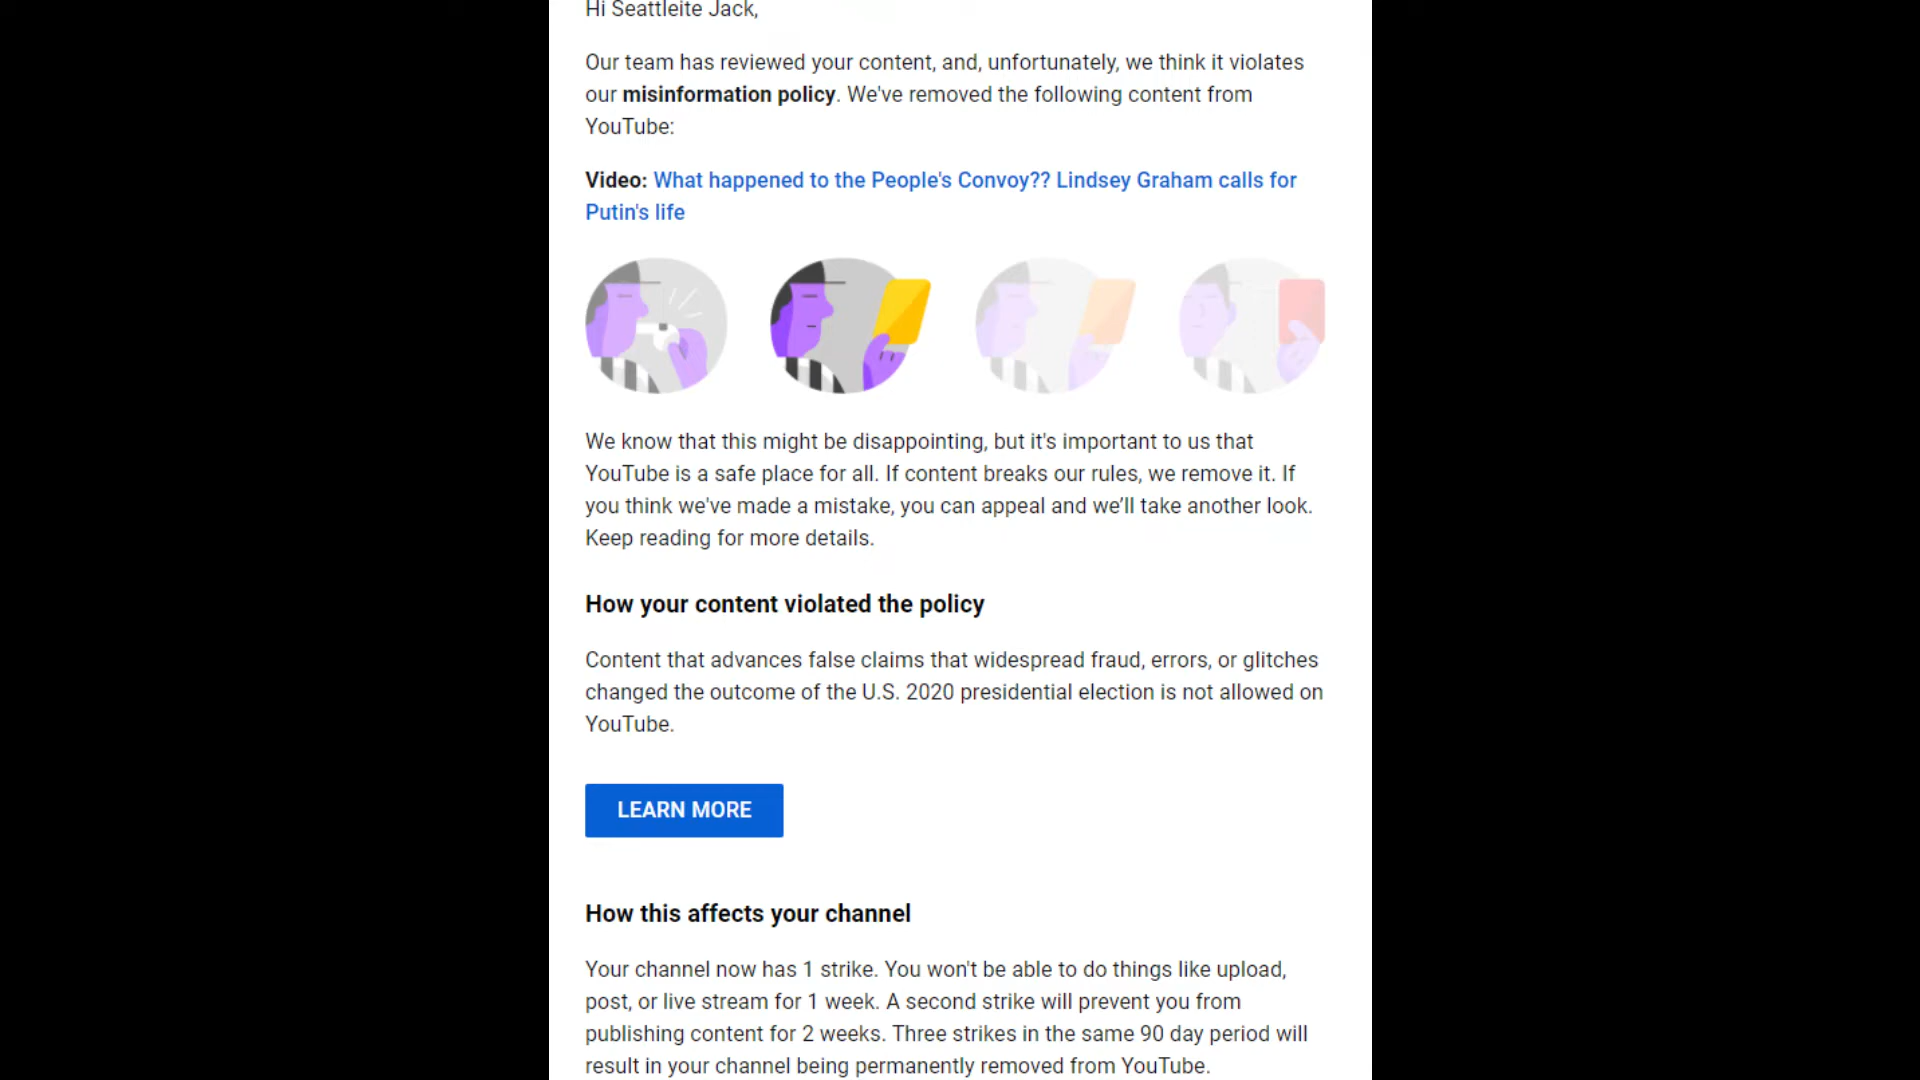 Hi Seattleite Jack,
Our team has reviewed your content, and, unfortunately, we think it violates
our misinformation policy. We've removed the following content from
YouTube:
Video: What happened to the People's Convoy?? Lindsey Graham calls for
Putin's life
We know that this might be disappointing, but it's important to us that
YouTube is a safe place for all. If content breaks our rules, we remove it. If
you think we've made a mistake, you can appeal and we’ll take another look.
Keep reading for more details.
How your content violated the policy
Content that advances false claims that widespread fraud, errors, or glitches
changed the outcome of the U.S. 2020 presidential election is not allowed on
YouTube.
LEARN MORE
How this affects your channel
Your channel now has 1 strike. You won't be able to do things like upload,
post, or live stream for 1 week. A second strike will prevent you from
publishing content for 2 weeks. Three strikes in the same 90 day period will
result in your channel being permanently removed from YouTube.